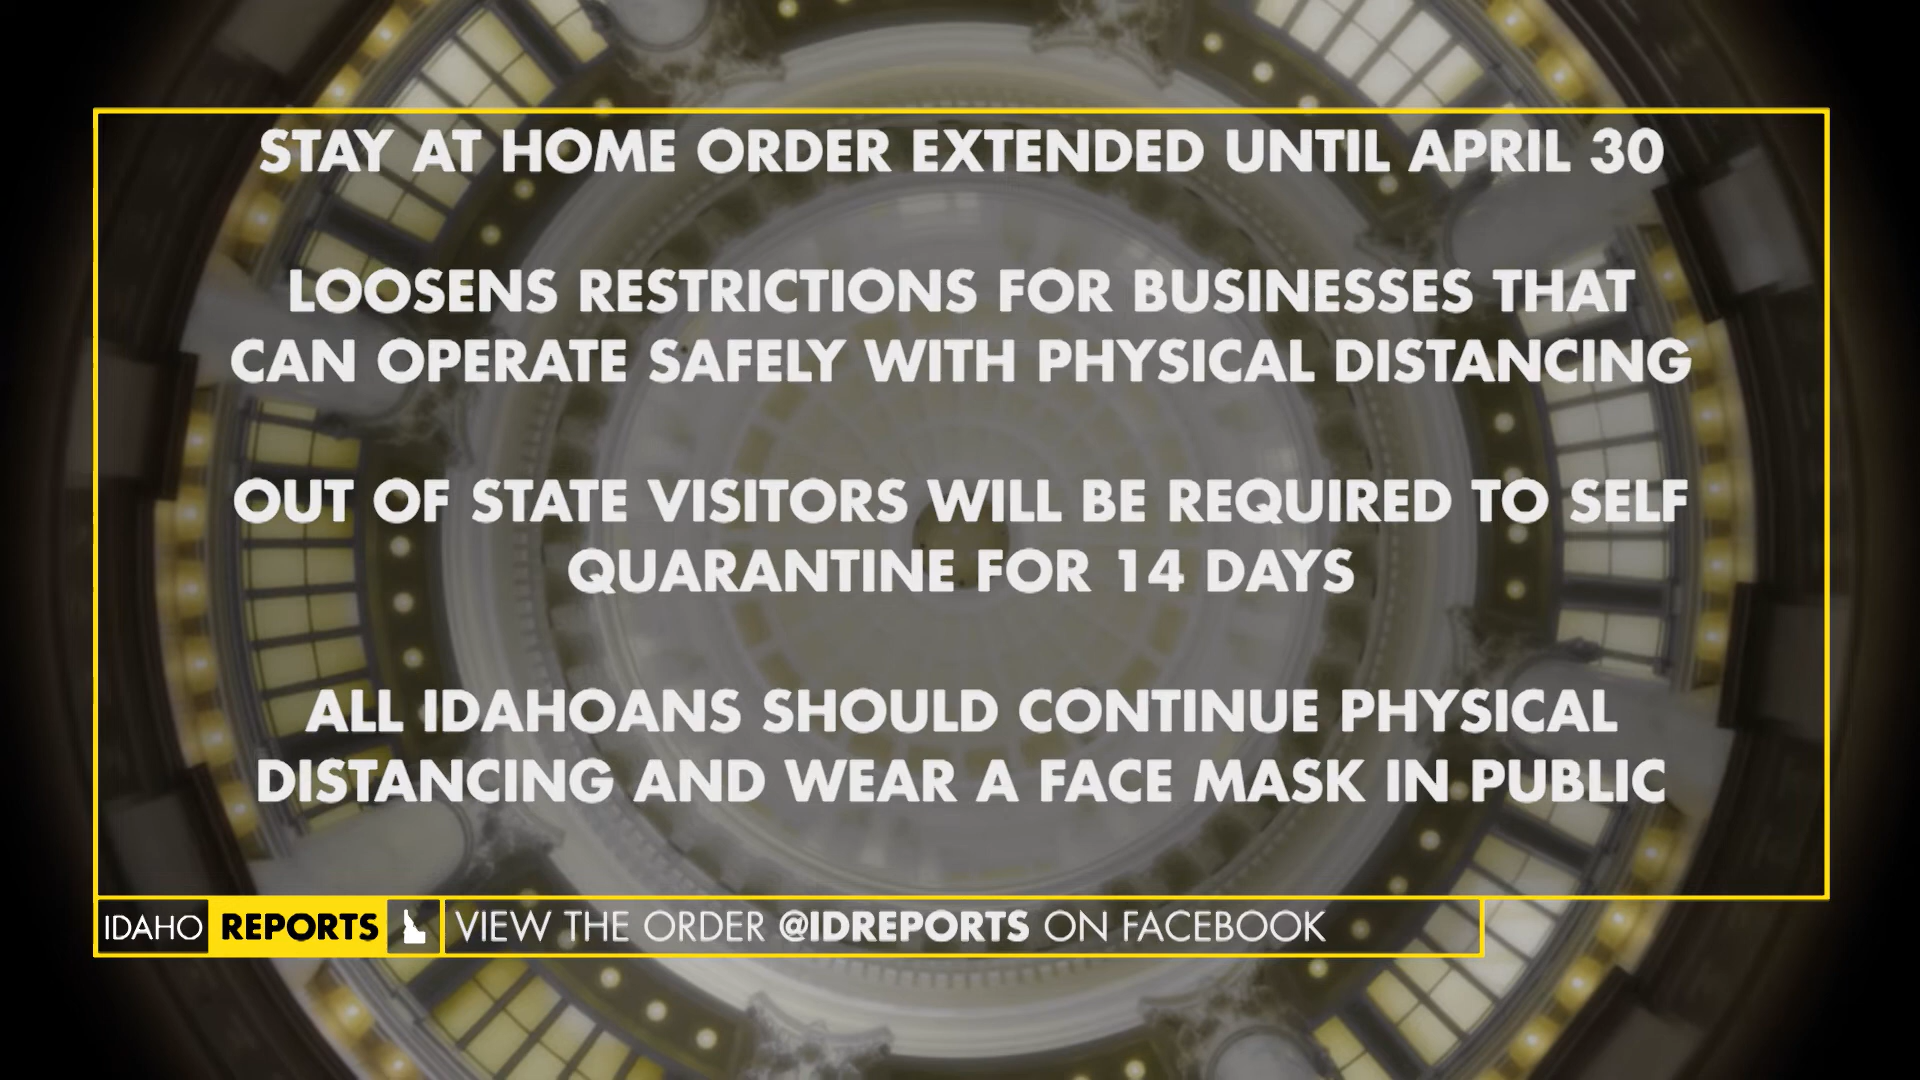 STAY AT HOME ORDER EXTENDED UNTIL APRIL 30
LOOSENS RESTRICTIONS FOR BUSINESSES THAT
CAN OPERATE SAFELY WITH PHYSICAL DISTANCING
OUT OF STATE VISITORS WILL BE REQUIRED TO SELF
QUARANTINE FOR 14 DAYS
ALL IDAHOANS SHOULD CONTINUE PHYSICAL
DISTANCING AND WEAR A FACE MASK IN PUBLIC
IDAHO REPORTS VIEW THE ORDER @IDREPORTS ON FACEBOOK